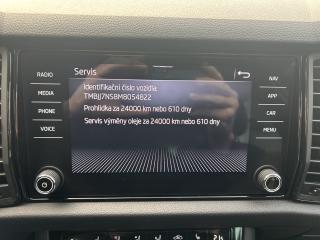 Servis
RADIO
MEDIA
PHONE
VOICE
Identifikační číslo vozidla:
TMBJJ7NS8M8054822
Prohlídka za 24000 km nebo 610 dny
Servis výměny oleje za 24000 km nebo 610 dny
NAV
APP
CAR
MENU